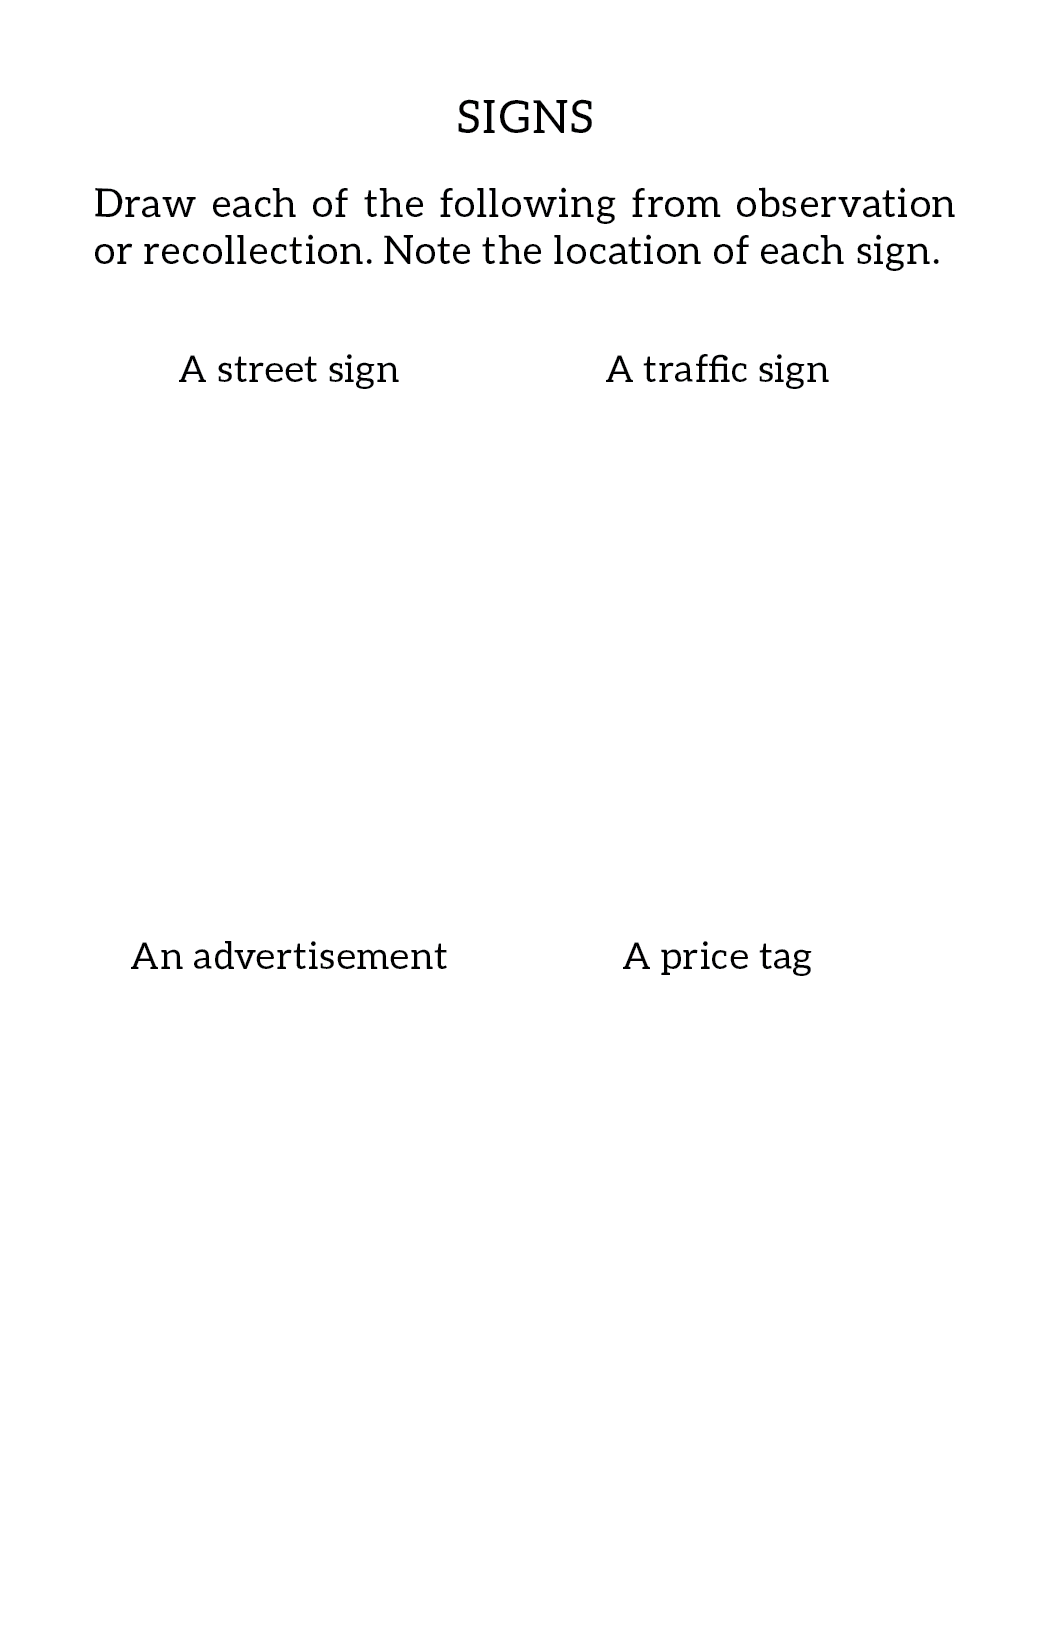 SIGNS
Draw each of the following from observation
or recollection. Note the location of each sign.
A street sign
A traffic sign
An advertisement
A price tag